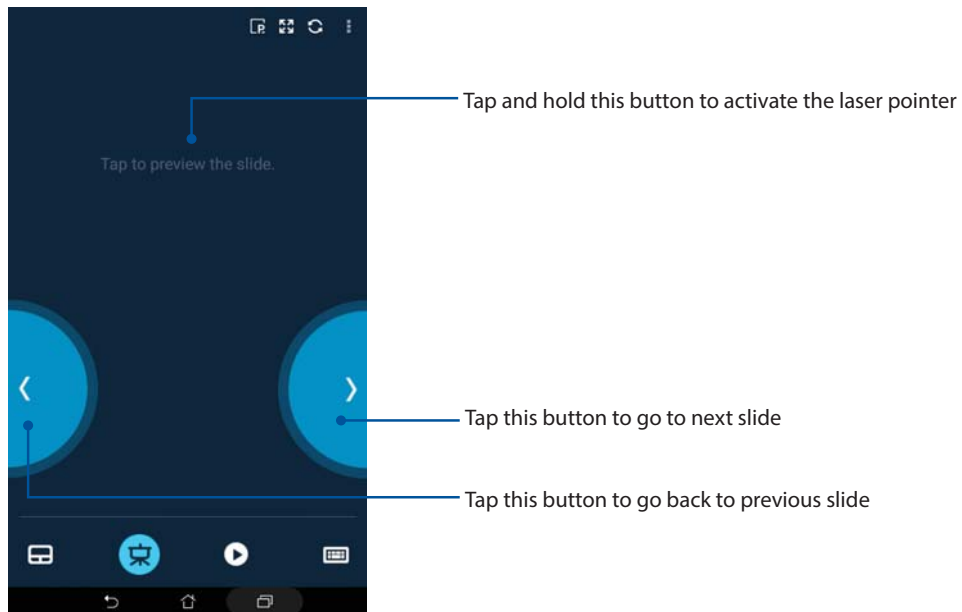 Tap and hold this button to activate the laser pointer
Tap to preview the slide.
Tap this button to go to next slide
Tap this button to go back to previous slide